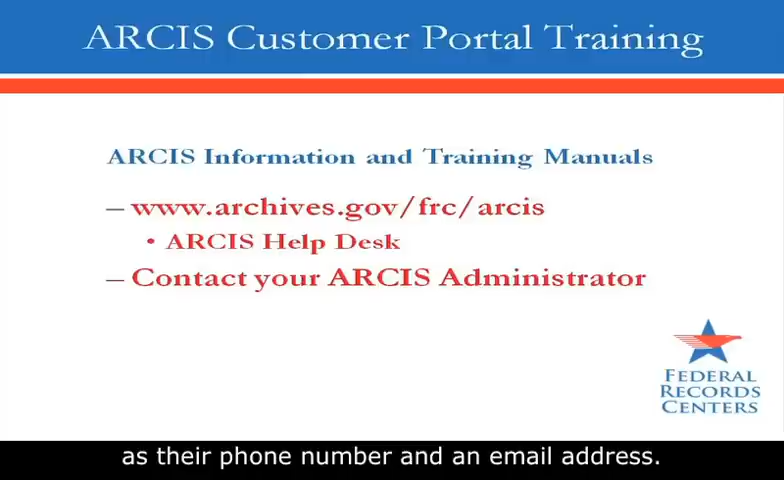 ARCIS Customer Portal Training
ARCIS Information and Training Manuals
– www.archives.gov/frc/arcis
• ARCIS Help Desk
– Contact your ARCIS Administrator
FEDERAL
RECORDS
CENTERS
as their phone number and an email address.